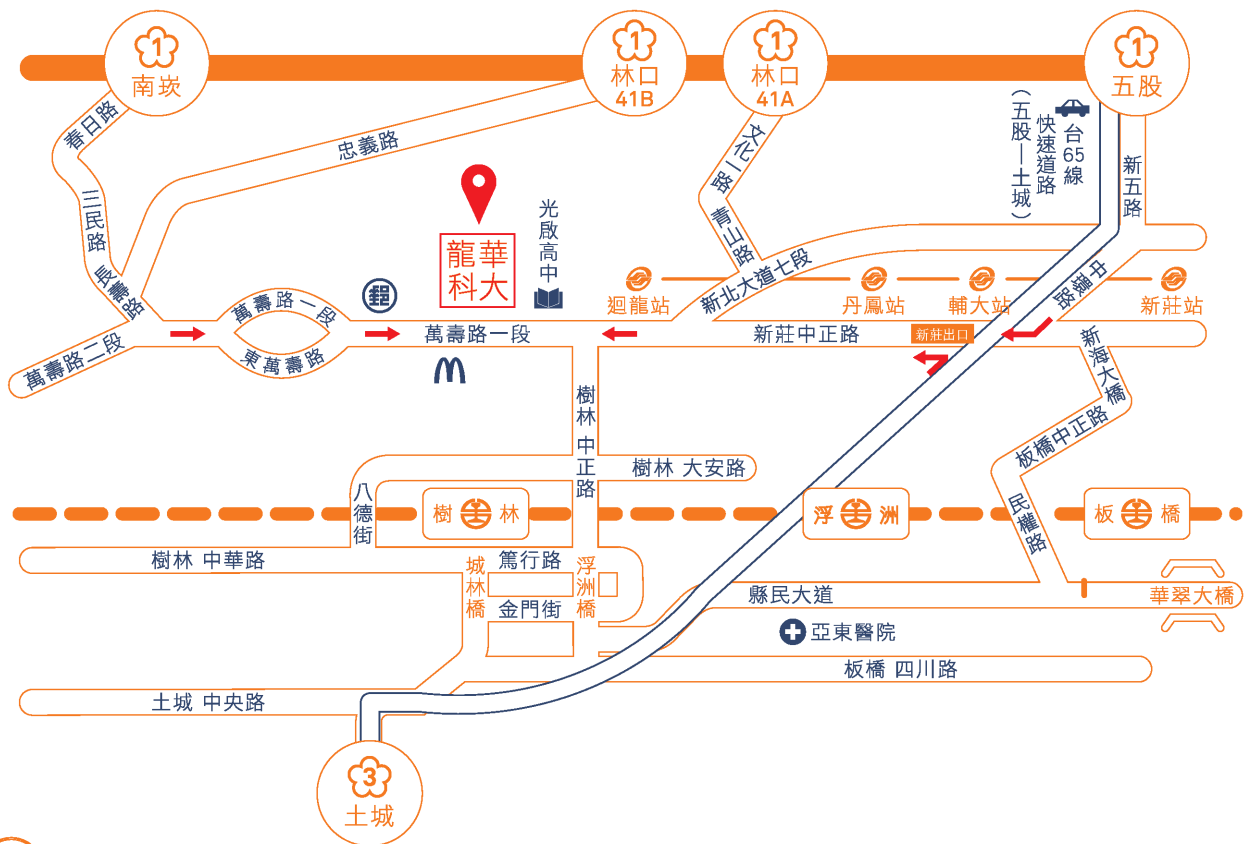 1
南崁
1
林口
41B
1
林口
41A
1
五股
春日路
三民路
長壽路
忠義路
文化一路
青山路
台65線
快速道路
(五股—土城)
新五路
龍華
科大
光啟高中
郵
迴龍站
丹鳳站
輔大站
新莊站
新北大道七段
中興路
萬壽路一段
東萬壽路
萬壽路二段
萬壽路一段
新莊中正路
新莊出口
新海大橋
樹林 中正路
板橋中正路
樹林 大安路
八德街
民權路
樹 林
浮 洲
板 橋
樹林 中華路
篤行路
城林橋
浮洲橋
金門街
縣民大道
華翠大橋
亞東醫院
板橋 四川路
土城 中央路
3
土城